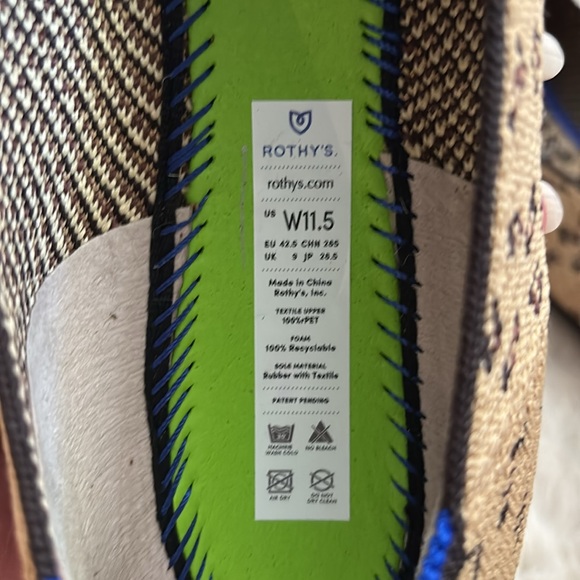 ROTHY'S.
rothys.com
US W11.5
EU 42.5 CHN 265
UK 9 JP 28.5
Made in China
Rothy's, Inc.
TEXTILE UPPER
100%rPET
FOAM
100% Recyclable
SOLE MATERIAL
Rubber with Textile
PATENT PENDING
MACHINE WASH COLD
NO BLEACH
AIR DRY
DO NOT DRY CLEAN